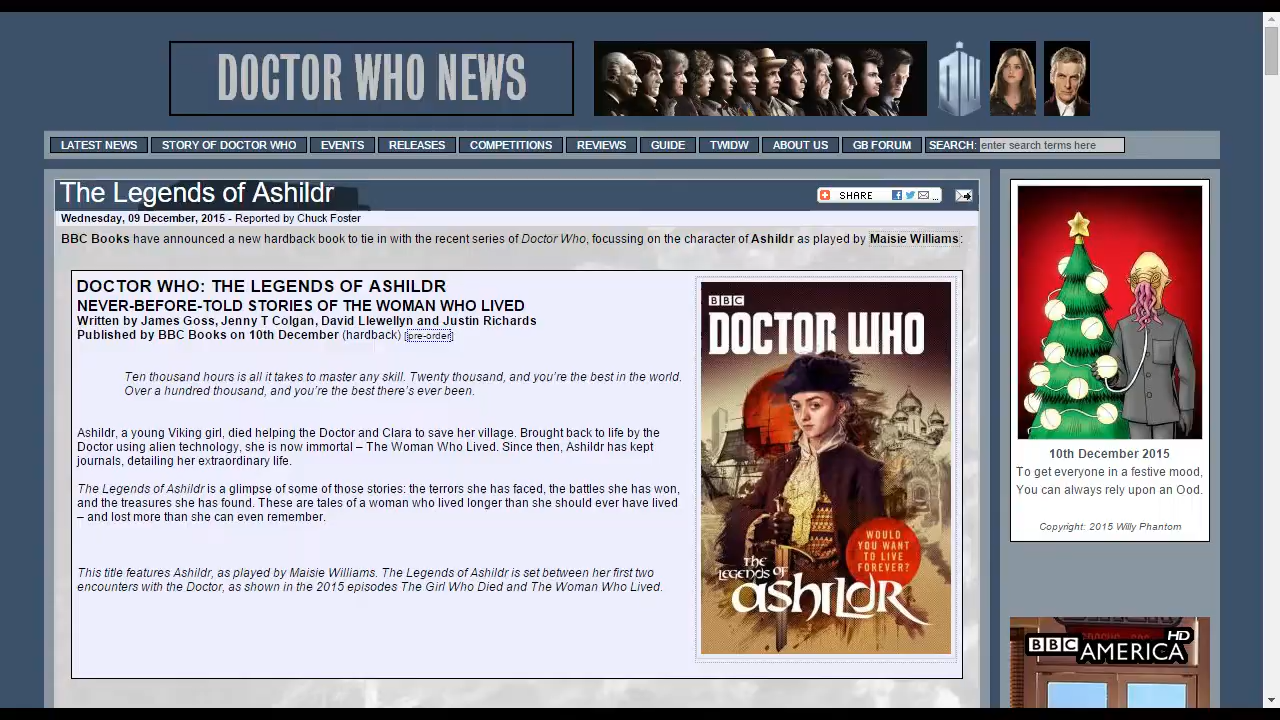 DOCTOR WHO NEWS
LATEST NEWS
STORY OF DOCTOR WHO
EVENTS
RELEASES
COMPETITIONS
REVIEWS
GUIDE
TWIDW
ABOUT US
GB FORUM
SEARCH: enter search terms here
The Legends of Ashildr
SHARE
Wednesday, 09 December, 2015 - Reported by Chuck Foster
BBC Books have announced a new hardback book to tie in with the recent series of Doctor Who, focussing on the character of Ashildr as played by Maisie Williams:
DOCTOR WHO: THE LEGENDS OF ASHILDR
NEVER-BEFORE-TOLD STORIES OF THE WOMAN WHO LIVED
Written by James Goss, Jenny T Colgan, David Llewellyn and Justin Richards
Published by BBC Books on 10th December (hardback)
Ten thousand hours is all it takes to master any skill. Twenty thousand, and you're the best in the world.
Over a hundred thousand, and you're the best there's ever been.
Ashildr, a young Viking girl, died helping the Doctor and Clara to save her village. Brought back to life by the
Doctor using alien technology, she is now immortal – The Woman Who Lived. Since then, Ashildr has kept
journals, detailing her extraordinary life.
The Legends of Ashildr is a glimpse of some of those stories: the terrors she has faced, the battles she has won,
and the treasures she has found. These are tales of a woman who lived longer than she should ever have lived
– and lost more than she can even remember.
This title features Ashildr, as played by Maisie Williams. The Legends of Ashildr is set between her first two
encounters with the Doctor, as shown in the 2015 episodes The Girl Who Died and The Woman Who Lived.
BBC
DOCTOR WHO
WOULD
YOU WANT
TO LIVE
FOREVER?
THE
LEGENDS OF
ASHILDR
10th December 2015
To get everyone in a festive mood,
You can always rely upon an Ood.
Copyright: 2015 Willy Phantom
BBC AMERICA HD